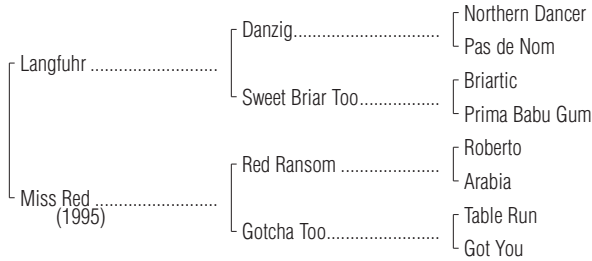 Northern Dancer
Danzig..................................
Pas de Nom
Langfuhr .............................
Briartic
Sweet Briar Too..................
Prima Babu Gum
Roberto
Red Ransom ......................
Arabia
Miss Red ............................
(1995)
Table Run
Gotcha Too.........................
Got You